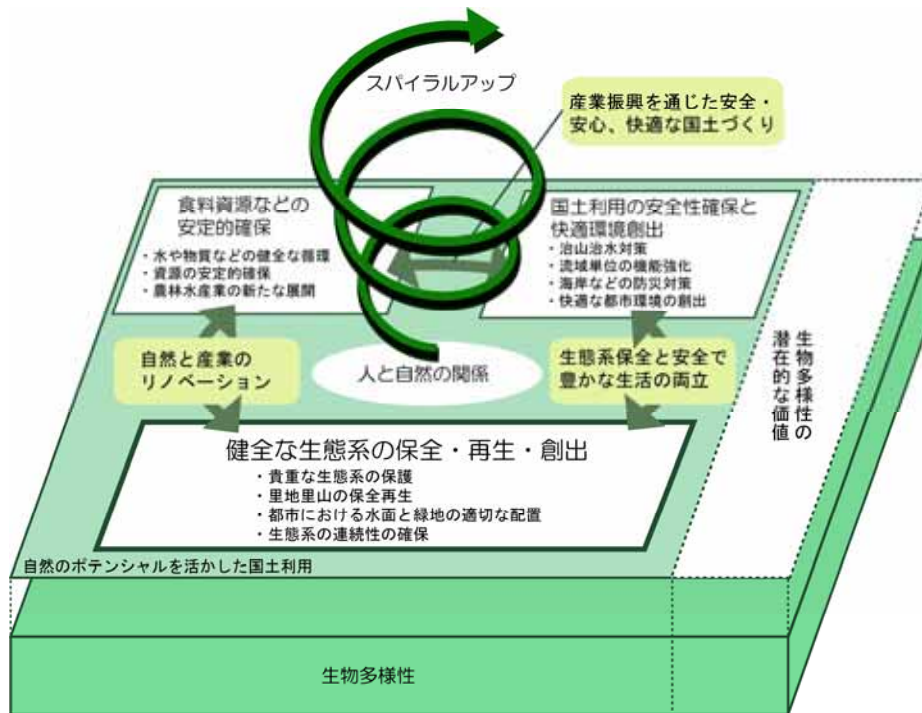 スパイラルアップ
産業振興を通じた安全・
安心、快適な国土づくり
食料資源などの
安定的確保
・水や物質などの健全な循環
・資源の安定的確保
・農林水産業の新たな展開
国土利用の安全性確保と
快適環境創出
・治山治水対策
・流域単位の機能強化
・海岸などの防災対策
・快適な都市環境の創出
自然と産業の
リノベーション
人と自然の関係
生態系保全と安全で
豊かな生活の両立
生物多様性の
潜在的な価値
健全な生態系の保全・再生・創出
・貴重な生態系の保護
・里地里山の保全再生
・都市における水面と緑地の適切な配置
・生態系の連続性の確保
自然のポテンシャルを活かした国土利用
生物多様性